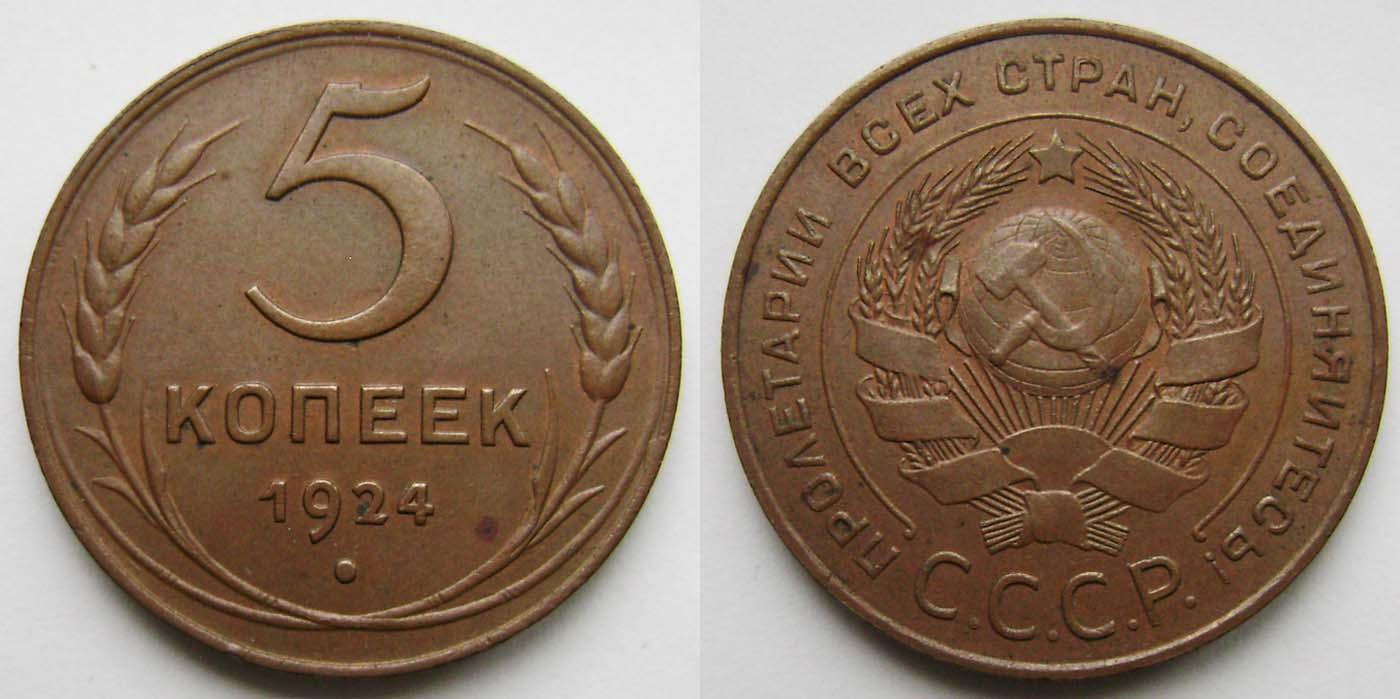 5
КОПЕЕК
1924
ПРОЛЕТАРИИ ВСЕХ СТРАН, СОЕДИНЯЙТЕСЬ!
С.С.С.Р.